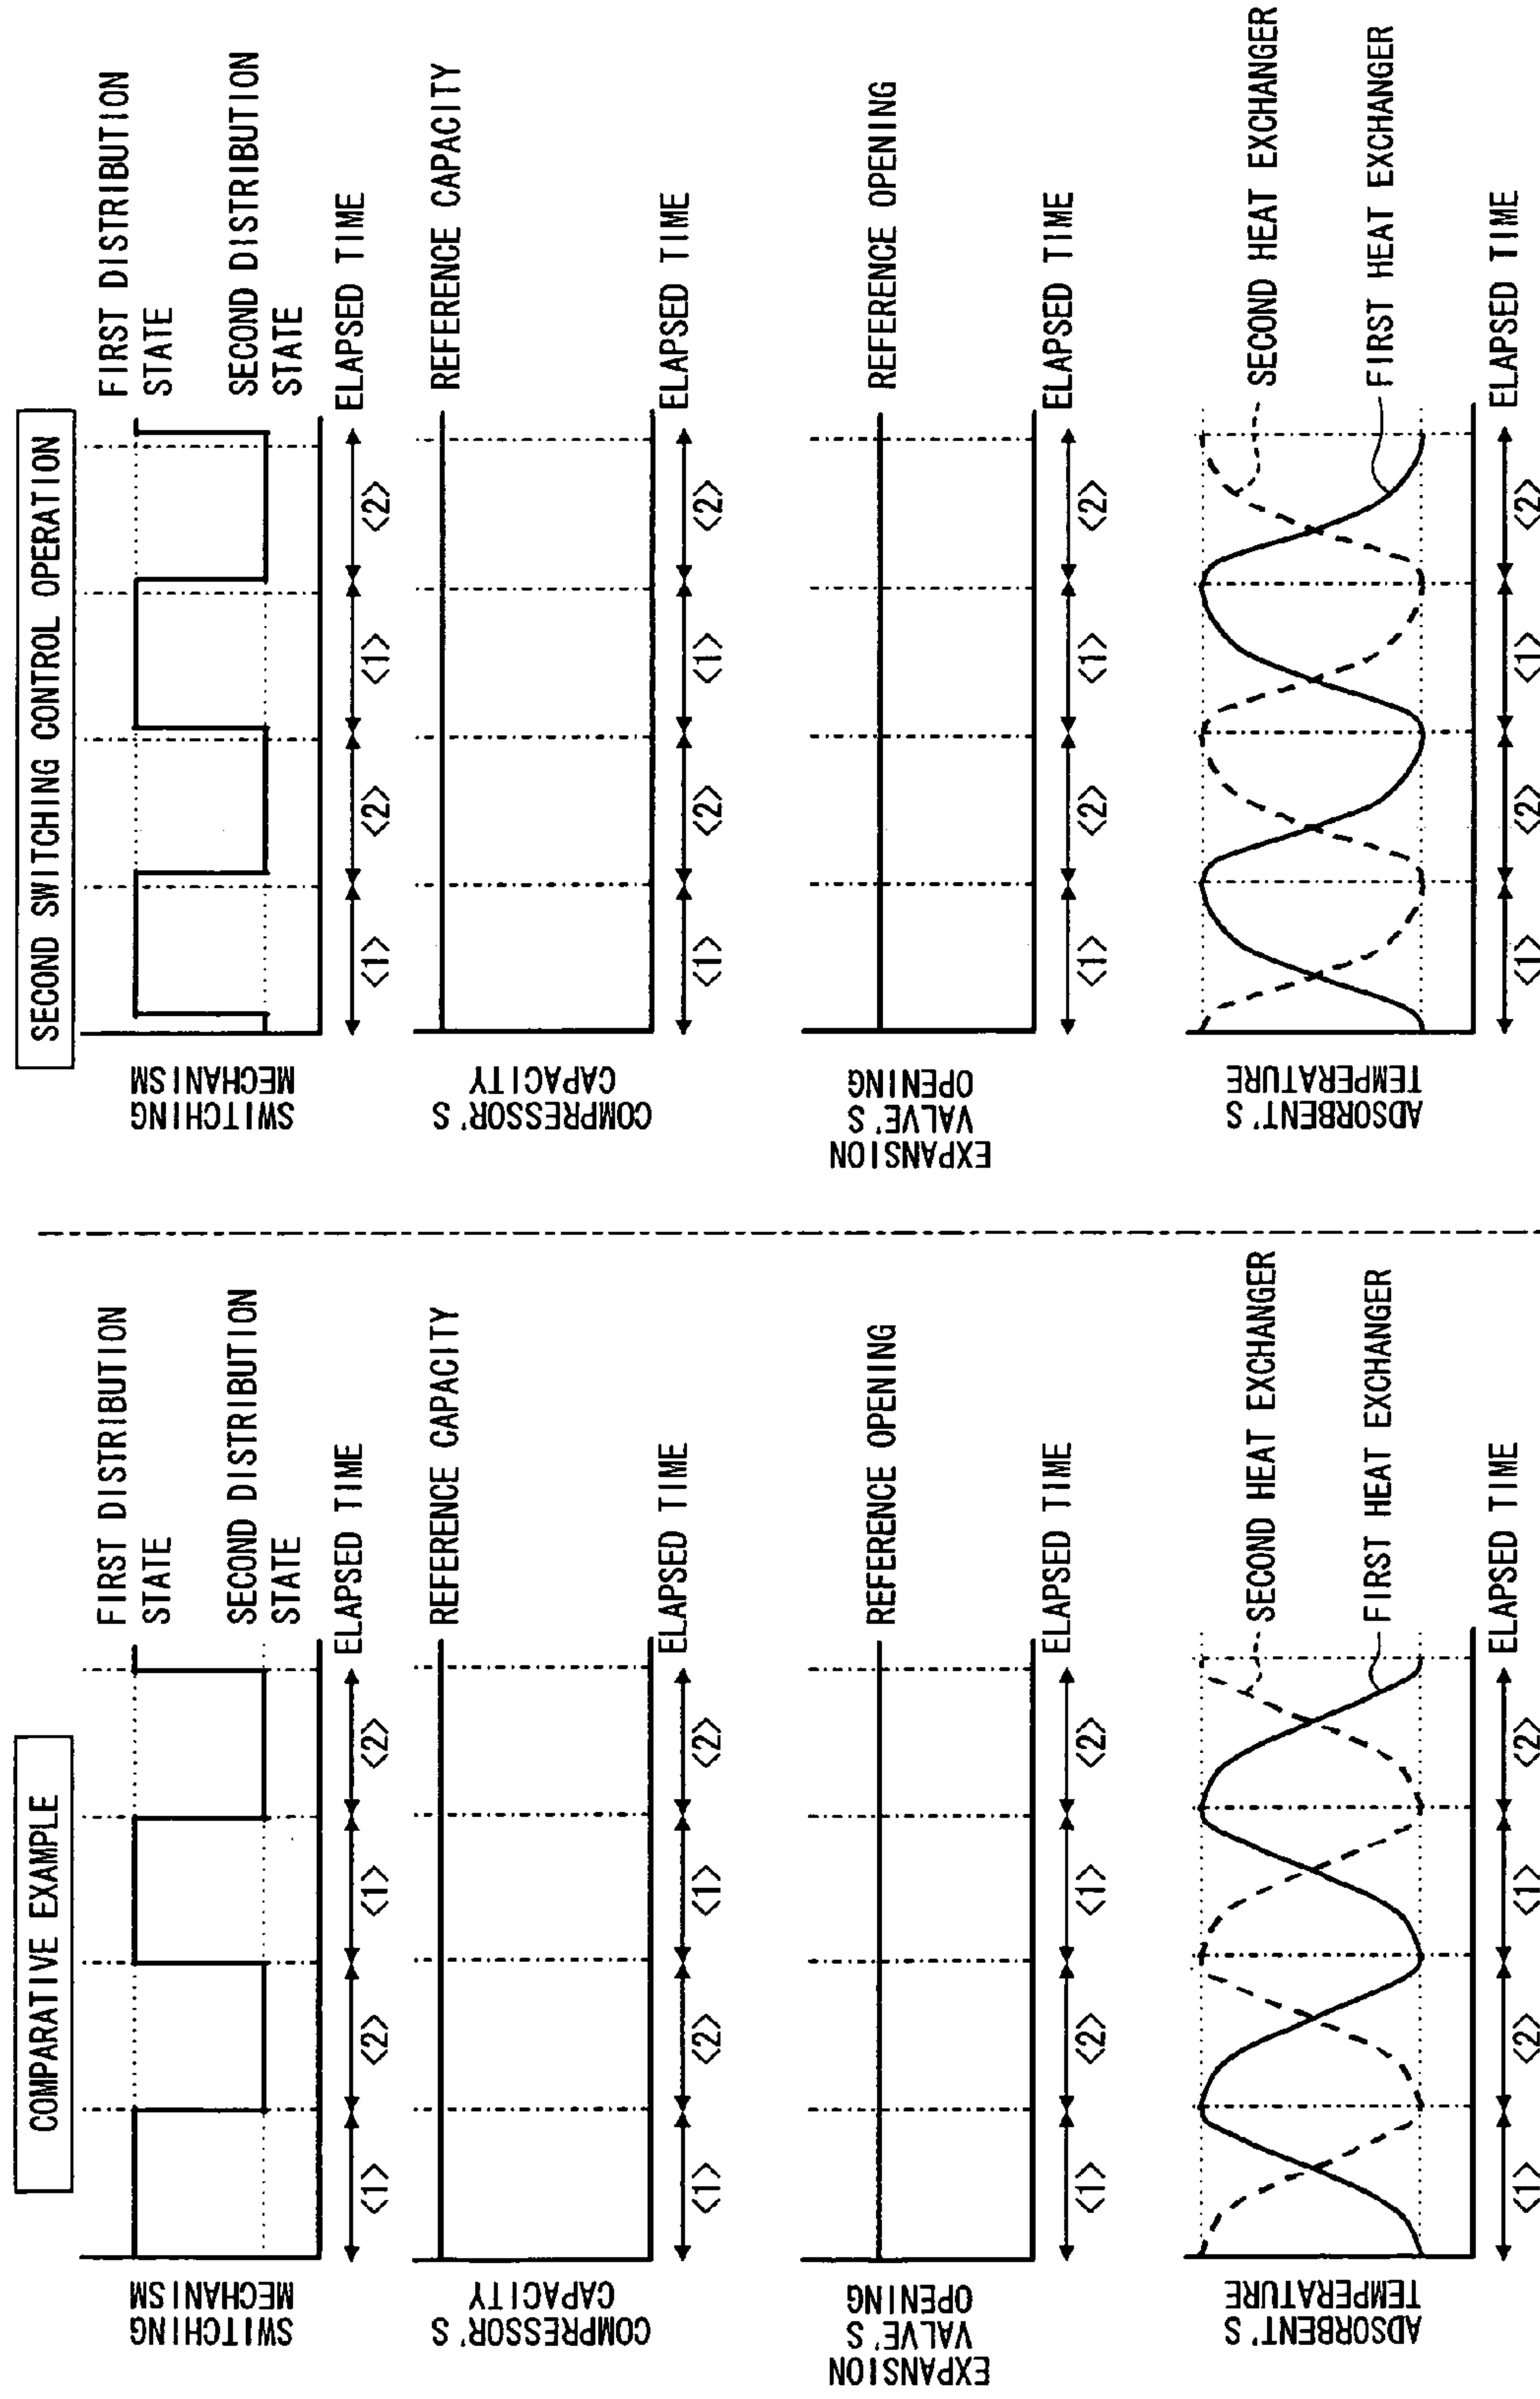 COMPARATIVE EXAMPLE
SWITCHING
MECHANISM
FIRST DISTRIBUTION
STATE
SECOND DISTRIBUTION
STATE
ELAPSED TIME
<1>
<2>
<1>
<2>
COMPRESSOR'S
CAPACITY
REFERENCE CAPACITY
ELAPSED TIME
<1>
<2>
<1>
<2>
EXPANSION
VALVE'S
OPENING
REFERENCE OPENING
ELAPSED TIME
<1>
<2>
<1>
<2>
ADSORBENT'S
TEMPERATURE
SECOND HEAT EXCHANGER
FIRST HEAT EXCHANGER
ELAPSED TIME
<1>
<2>
<1>
<2>
SECOND SWITCHING CONTROL OPERATION
SWITCHING
MECHANISM
FIRST DISTRIBUTION
STATE
SECOND DISTRIBUTION
STATE
ELAPSED TIME
<1>
<2>
<1>
<2>
COMPRESSOR'S
CAPACITY
REFERENCE CAPACITY
ELAPSED TIME
<1>
<2>
<1>
<2>
EXPANSION
VALVE'S
OPENING
REFERENCE OPENING
ELAPSED TIME
<1>
<2>
<1>
<2>
ADSORBENT'S
TEMPERATURE
SECOND HEAT EXCHANGER
FIRST HEAT EXCHANGER
ELAPSED TIME
<1>
<2>
<1>
<2>